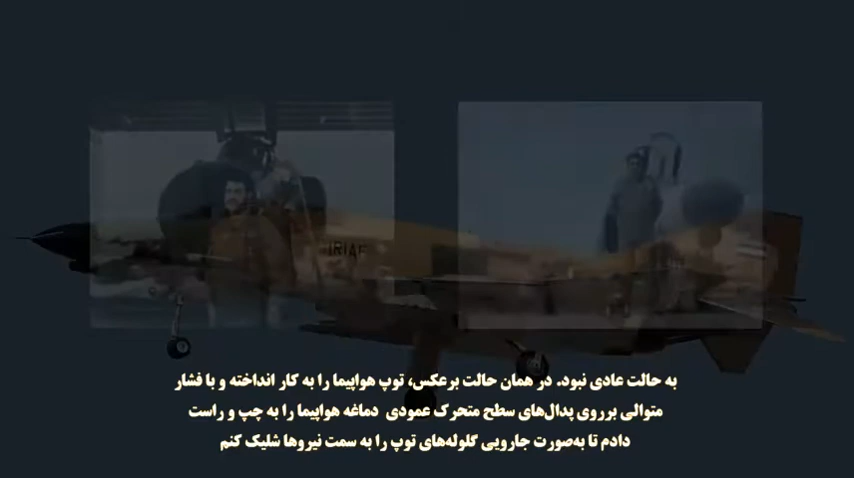 IRIAF
به حالت عادی نبود. در همان حالت برعکس، توپ هواپیما را به کار انداخته و با فشار
متوالی برروی پدال‌های سطح متحرک عمودی دماغه هواپیما را به چپ و راست
دادم تا به‌صورت جارویی گلوله‌های توپ را به سمت نیروها شلیک کنم